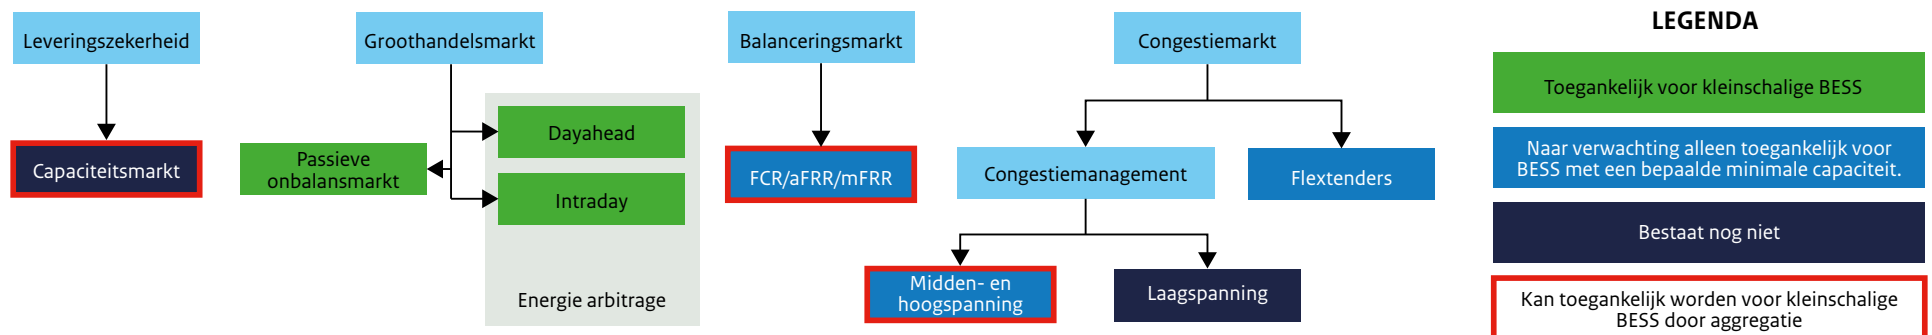 Leveringszekerheid
Capaciteitsmarkt
Groothandelsmarkt
Passieve
onbalansmarkt
Dayahead
Intraday
Energie arbitrage
Balanceringsmarkt
FCR/aFRR/mFRR
Congestiemarkt
Congestiemanagement
Flextenders
Midden- en
hoogspanning
Laagspanning
LEGENDA
Toegankelijk voor kleinschalige BESS
Naar verwachting alleen toegankelijk voor
BESS met een bepaalde minimale capaciteit.
Bestaat nog niet
Kan toegankelijk worden voor kleinschalige
BESS door aggregatie